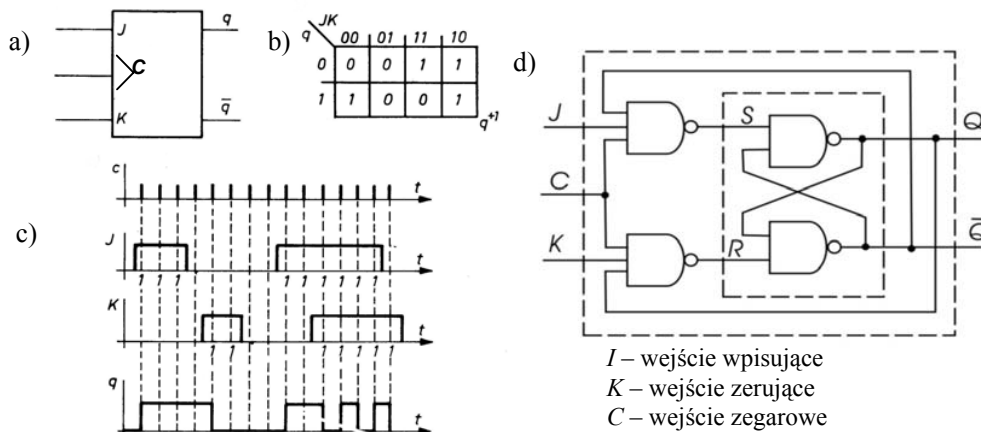 a)
J q
C
K q̅
b)
JK
q 00 01 11 10
0 0 0 1 1
1 1 0 0 1
q⁺¹
c)
c t
J t
1 1 1 1 1 1 1 1 1
K t
1 1 1 1 1 1 1
q t
d)
J S Q
C
K R Q̅
I – wejście wpisujące
K – wejście zerujące
C – wejście zegarowe